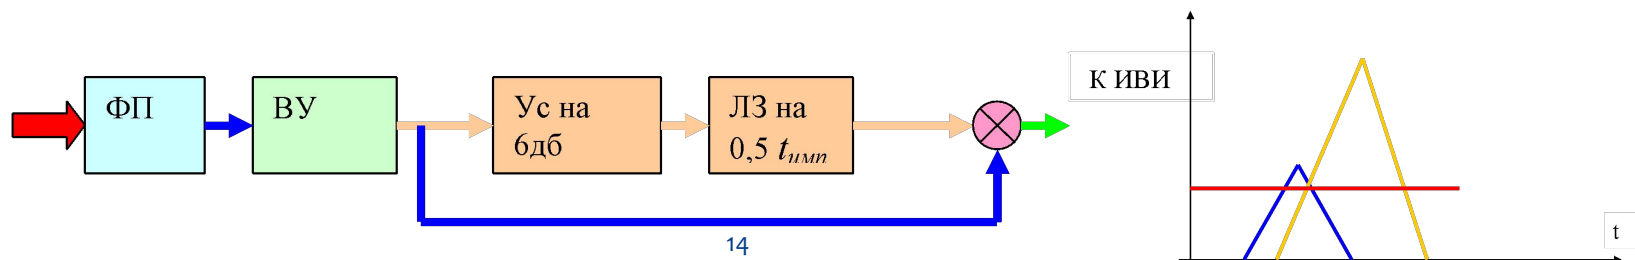 ФП
ВУ
Ус на
6дб
ЛЗ на
0,5 tимп
К ИВИ
t
14